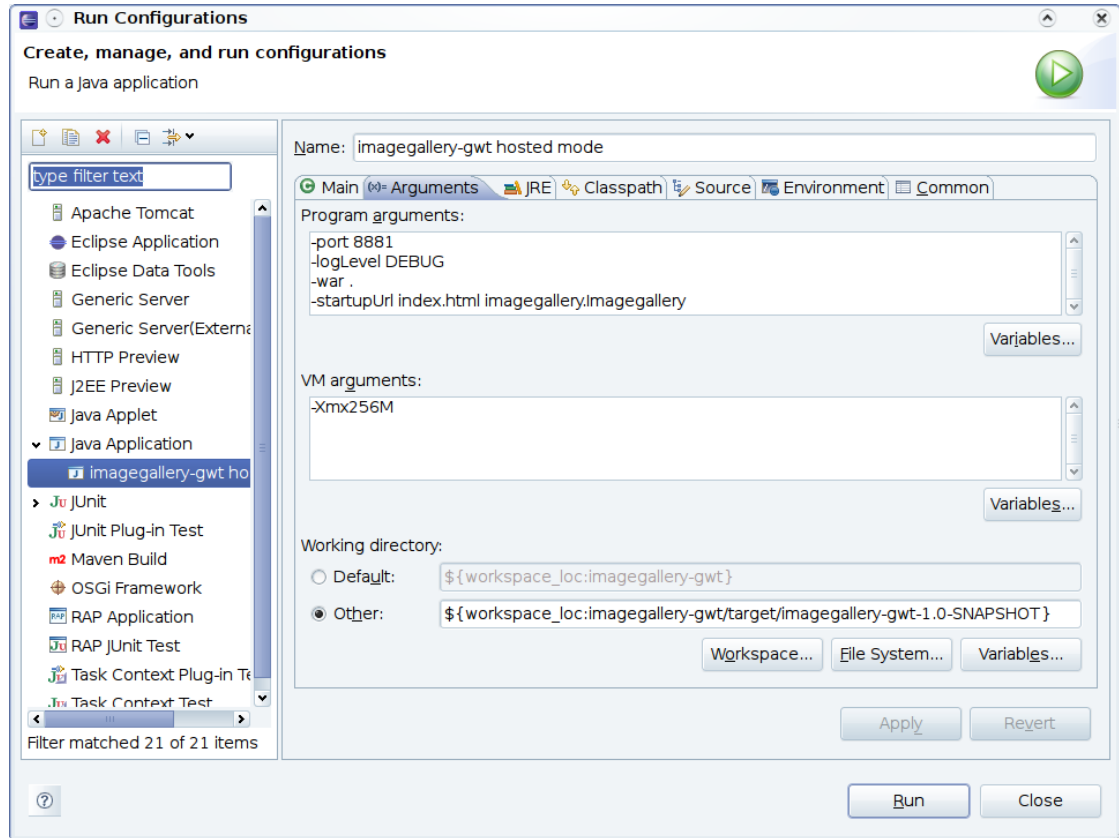 Run Configurations
Create, manage, and run configurations
Run a Java application
type filter text
Apache Tomcat
Eclipse Application
Eclipse Data Tools
Generic Server
Generic Server(Externa
HTTP Preview
J2EE Preview
Java Applet
Java Application
imagegallery-gwt ho
JUnit
JUnit Plug-in Test
Maven Build
OSGi Framework
RAP Application
RAP JUnit Test
Task Context Plug-in Te
Task Context Test
Filter matched 21 of 21 items
Name: imagegallery-gwt hosted mode
Main (x)= Arguments JRE Classpath Source Environment Common
Program arguments:
-port 8881
-logLevel DEBUG
-war .
-startupUrl index.html imagegallery.Imagegallery
Variables...
VM arguments:
-Xmx256M
Variables...
Working directory:
Default: ${workspace_loc:imagegallery-gwt}
Other: ${workspace_loc:imagegallery-gwt/target/imagegallery-gwt-1.0-SNAPSHOT}
Workspace... File System... Variables...
Apply Revert
Run Close